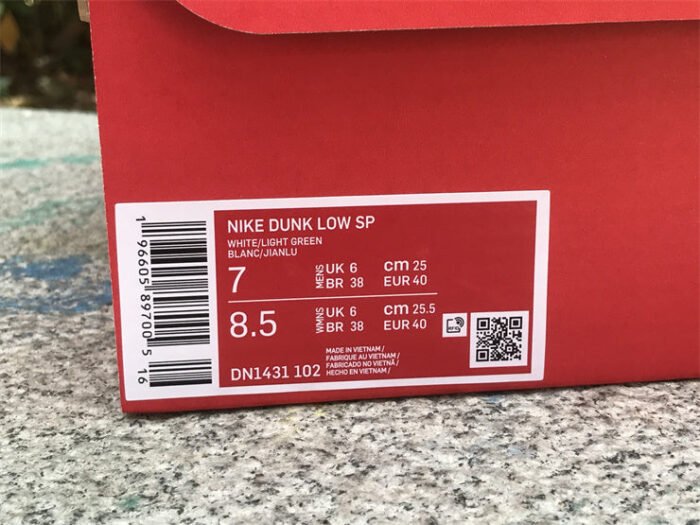 NIKE DUNK LOW SP
WHITE/LIGHT GREEN
BLANC/JIANLU
7
MENS
UK 6
BR 38
cm 25
EUR 40
8.5
WMNS
UK 6
BR 38
cm 25.5
EUR 40
RFID
MADE IN VIETNAM /
FABRIQUE AU VIETNAM /
FABRICADO NO VIETNÃ /
HECHO EN VIETNAM /
DN1431 102
1 96605 89700 5 16